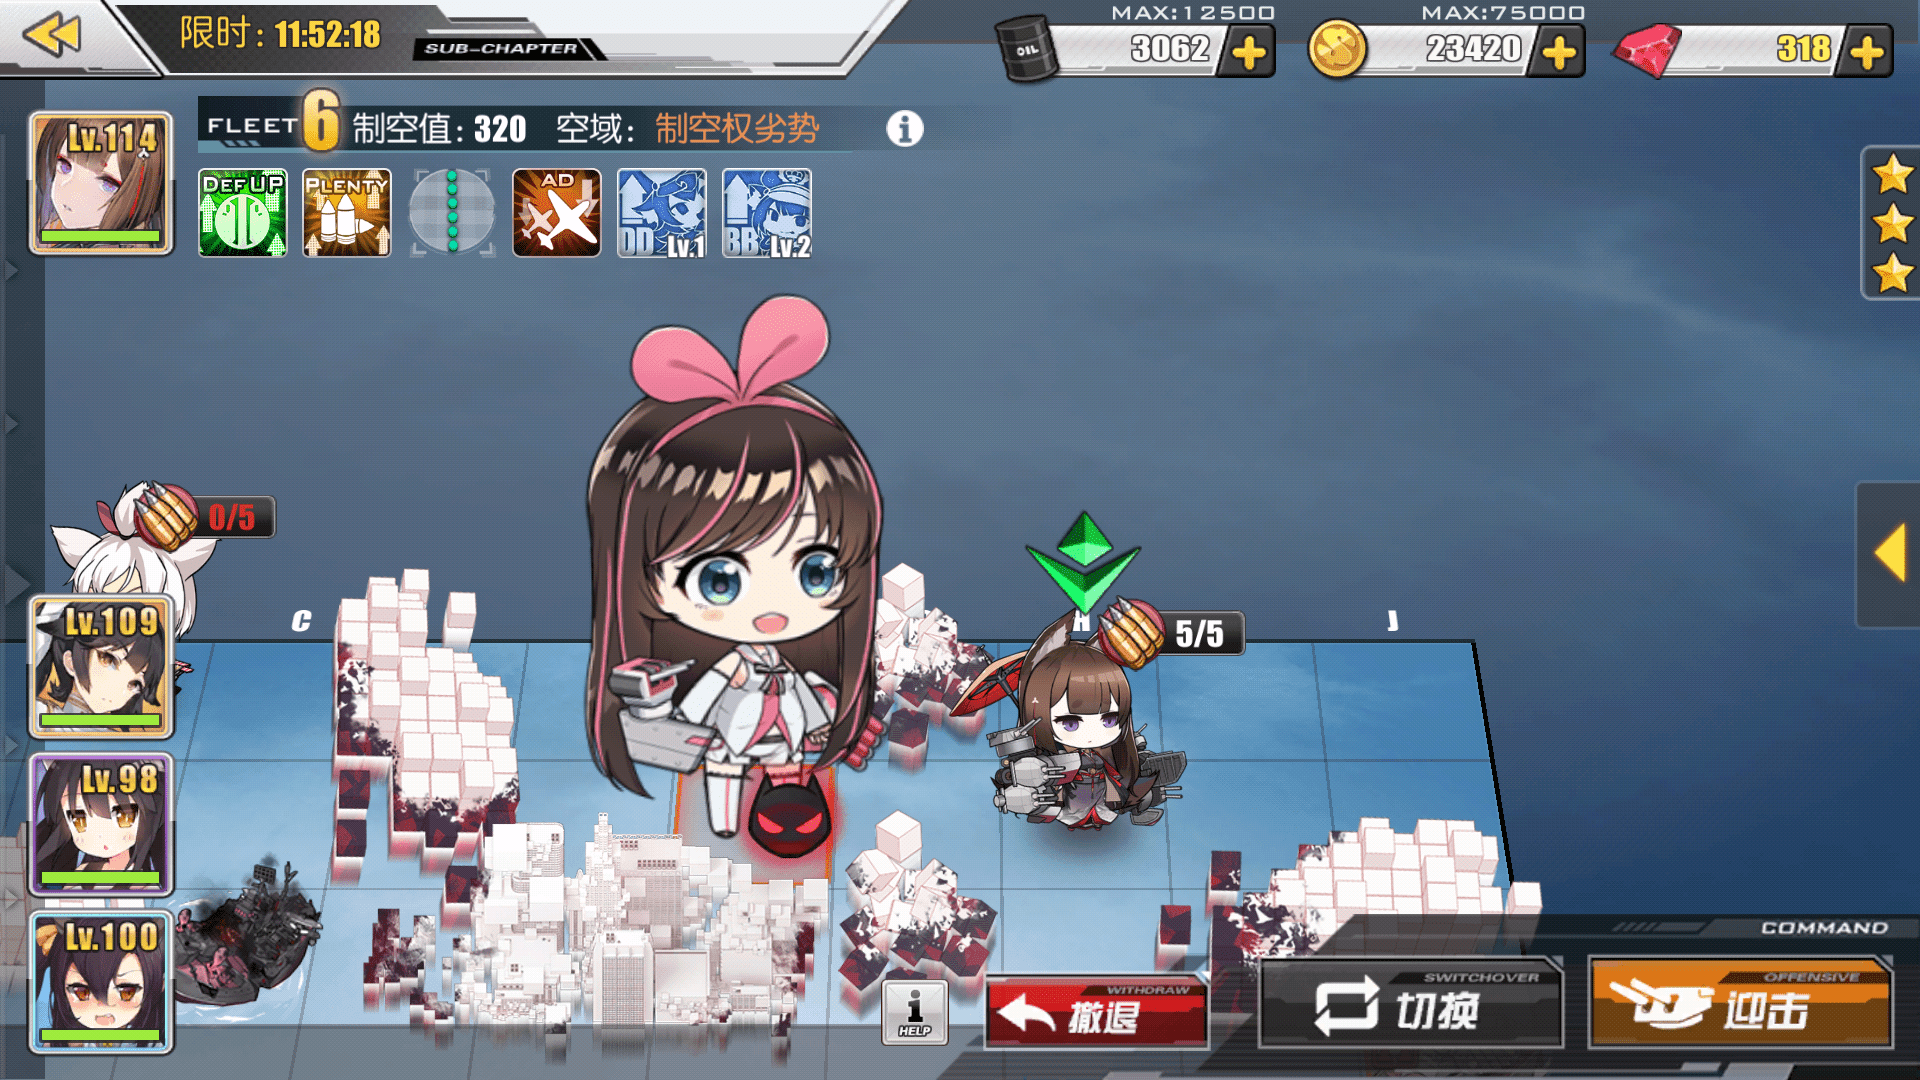 限时: 11:52:18
SUB-CHAPTER
OIL
MAX:12500
3062
MAX:75000
23420
318
Lv.114
FLEET 6 制空值: 320 空域: 制空权劣势
DEF UP
PLENTY
AD
DD Lv.1
BB Lv.2
0/5
Lv.109
C
H
J
5/5
Lv.98
Lv.100
HELP
WITHDRAW
撤退
COMMAND
SWITCHOVER
切换
OFFENSIVE
迎击